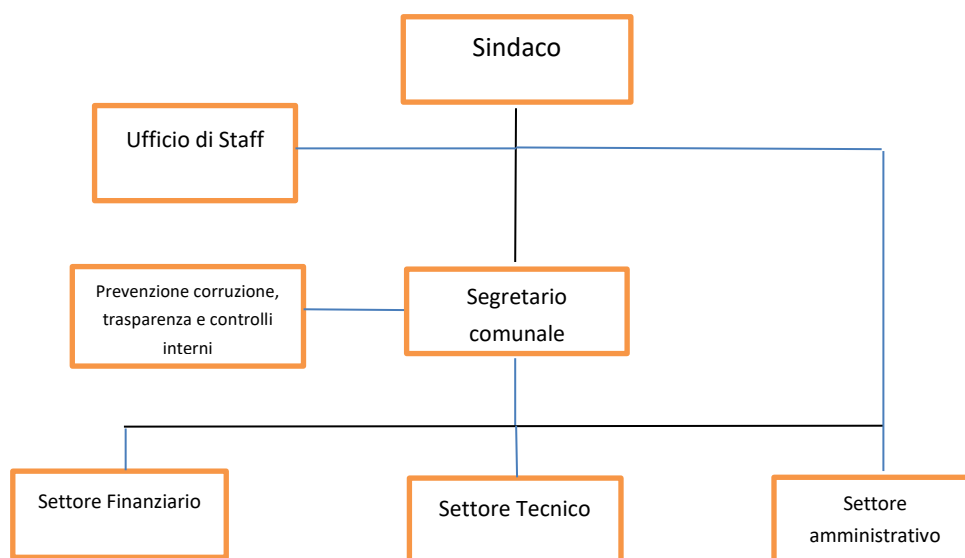 Sindaco
Ufficio di Staff
Prevenzione corruzione,
trasparenza e controlli
interni
Segretario
comunale
Settore Finanziario
Settore Tecnico
Settore
amministrativo